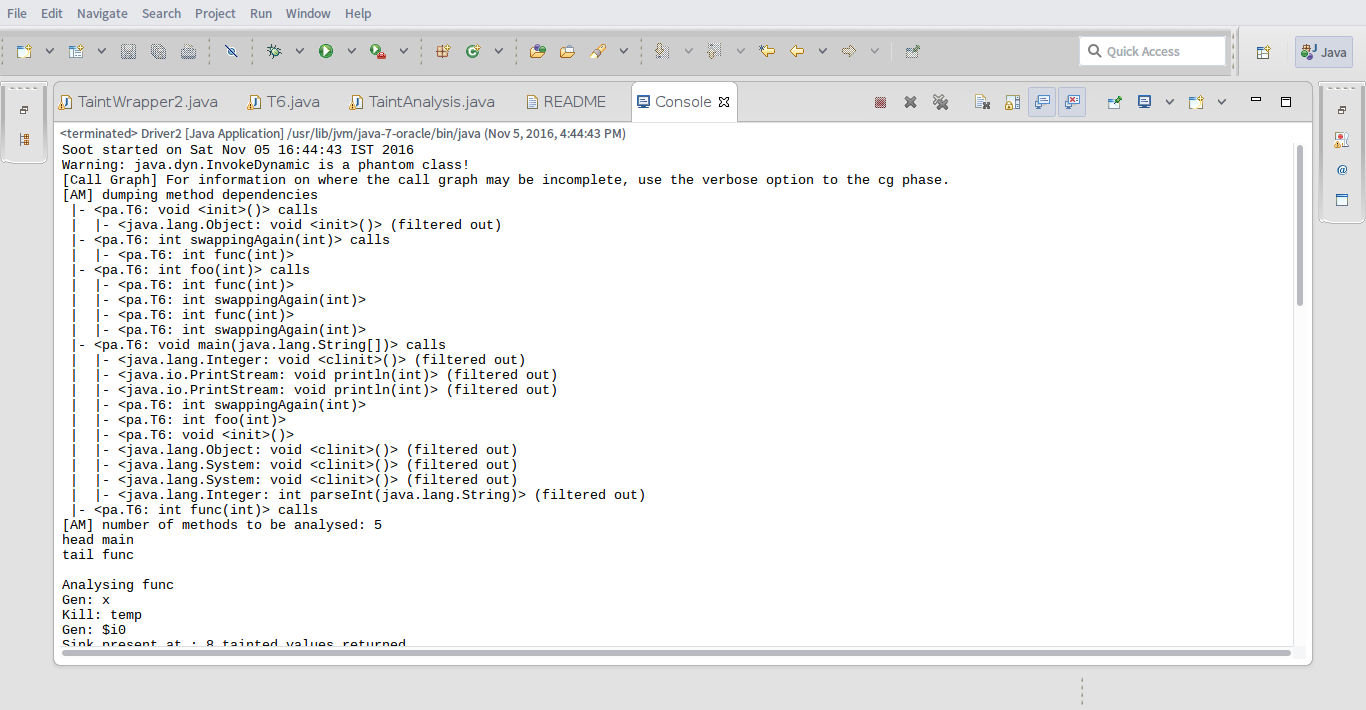 File Edit Navigate Search Project Run Window Help
Quick Access
Java
TaintWrapper2.java T6.java TaintAnalysis.java README Console
<terminated> Driver2 [Java Application] /usr/lib/jvm/java-7-oracle/bin/java (Nov 5, 2016, 4:44:43 PM)
Soot started on Sat Nov 05 16:44:43 IST 2016
Warning: java.dyn.InvokeDynamic is a phantom class!
[Call Graph] For information on where the call graph may be incomplete, use the verbose option to the cg phase.
[AM] dumping method dependencies
|- <pa.T6: void <init>()> calls
| |- <java.lang.Object: void <init>()> (filtered out)
|- <pa.T6: int swappingAgain(int)> calls
| |- <pa.T6: int func(int)>
|- <pa.T6: int foo(int)> calls
| |- <pa.T6: int func(int)>
| |- <pa.T6: int swappingAgain(int)>
| |- <pa.T6: int func(int)>
| |- <pa.T6: int swappingAgain(int)>
|- <pa.T6: void main(java.lang.String[])> calls
| |- <java.lang.Integer: void <clinit>()> (filtered out)
| |- <java.io.PrintStream: void println(int)> (filtered out)
| |- <java.io.PrintStream: void println(int)> (filtered out)
| |- <pa.T6: int swappingAgain(int)>
| |- <pa.T6: int foo(int)>
| |- <pa.T6: void <init>()>
| |- <java.lang.Object: void <clinit>()> (filtered out)
| |- <java.lang.System: void <clinit>()> (filtered out)
| |- <java.lang.System: void <clinit>()> (filtered out)
| |- <java.lang.Integer: int parseInt(java.lang.String)> (filtered out)
|- <pa.T6: int func(int)> calls
[AM] number of methods to be analysed: 5
head main
tail func
Analysing func
Gen: x
Kill: temp
Gen: $i0
Sink present at : 8 tainted values returned